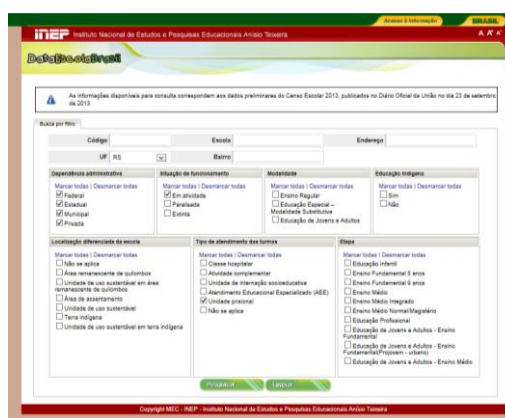 Acesso à Informação BRASIL
INEP Instituto Nacional de Estudos e Pesquisas Educacionais Anísio Teixeira A A A
DataEscolaBrasil
As informações disponíveis para consulta correspondem aos dados preliminares do Censo Escolar 2013, publicados no Diário Oficial da União no dia 23 de setembro
de 2013.
Busca por filtro
Código Escola Endereço
UF RS Bairro
Dependência administrativa
Marcar todas | Desmarcar todas
Federal
Estadual
Municipal
Privada
Situação de funcionamento
Marcar todas | Desmarcar todas
Em atividade
Paralisada
Extinta
Modalidade
Marcar todas | Desmarcar todas
Ensino Regular
Educação Especial –
Modalidade Substitutiva
Educação de Jovens e Adultos
Educação Indígena
Marcar todas | Desmarcar todas
Sim
Não
Localização diferenciada da escola
Marcar todas | Desmarcar todas
Não se aplica
Área remanescente de quilombos
Unidade de uso sustentável em área
remanescente de quilombos
Área de assentamento
Unidade de uso sustentável
Terra indígena
Unidade de uso sustentável em terra indígena
Tipo de atendimento das turmas
Marcar todas | Desmarcar todas
Classe hospitalar
Atividade complementar
Unidade de internação socioeducativa
Atendimento Educacional Especializado (AEE)
Unidade prisional
Não se aplica
Etapa
Marcar todas | Desmarcar todas
Educação Infantil
Ensino Fundamental 8 anos
Ensino Fundamental 9 anos
Ensino Médio
Ensino Médio Integrado
Ensino Médio Normal/Magistério
Educação Profissional
Educação de Jovens e Adultos - Ensino
Fundamental
Educação de Jovens e Adultos - Ensino
Fundamental(Projovem - urbano)
Educação de Jovens e Adultos - Ensino Médio
Pesquisar Limpar
Copyright MEC - INEP - Instituto Nacional de Estudos e Pesquisas Educacionais Anísio Teixeira